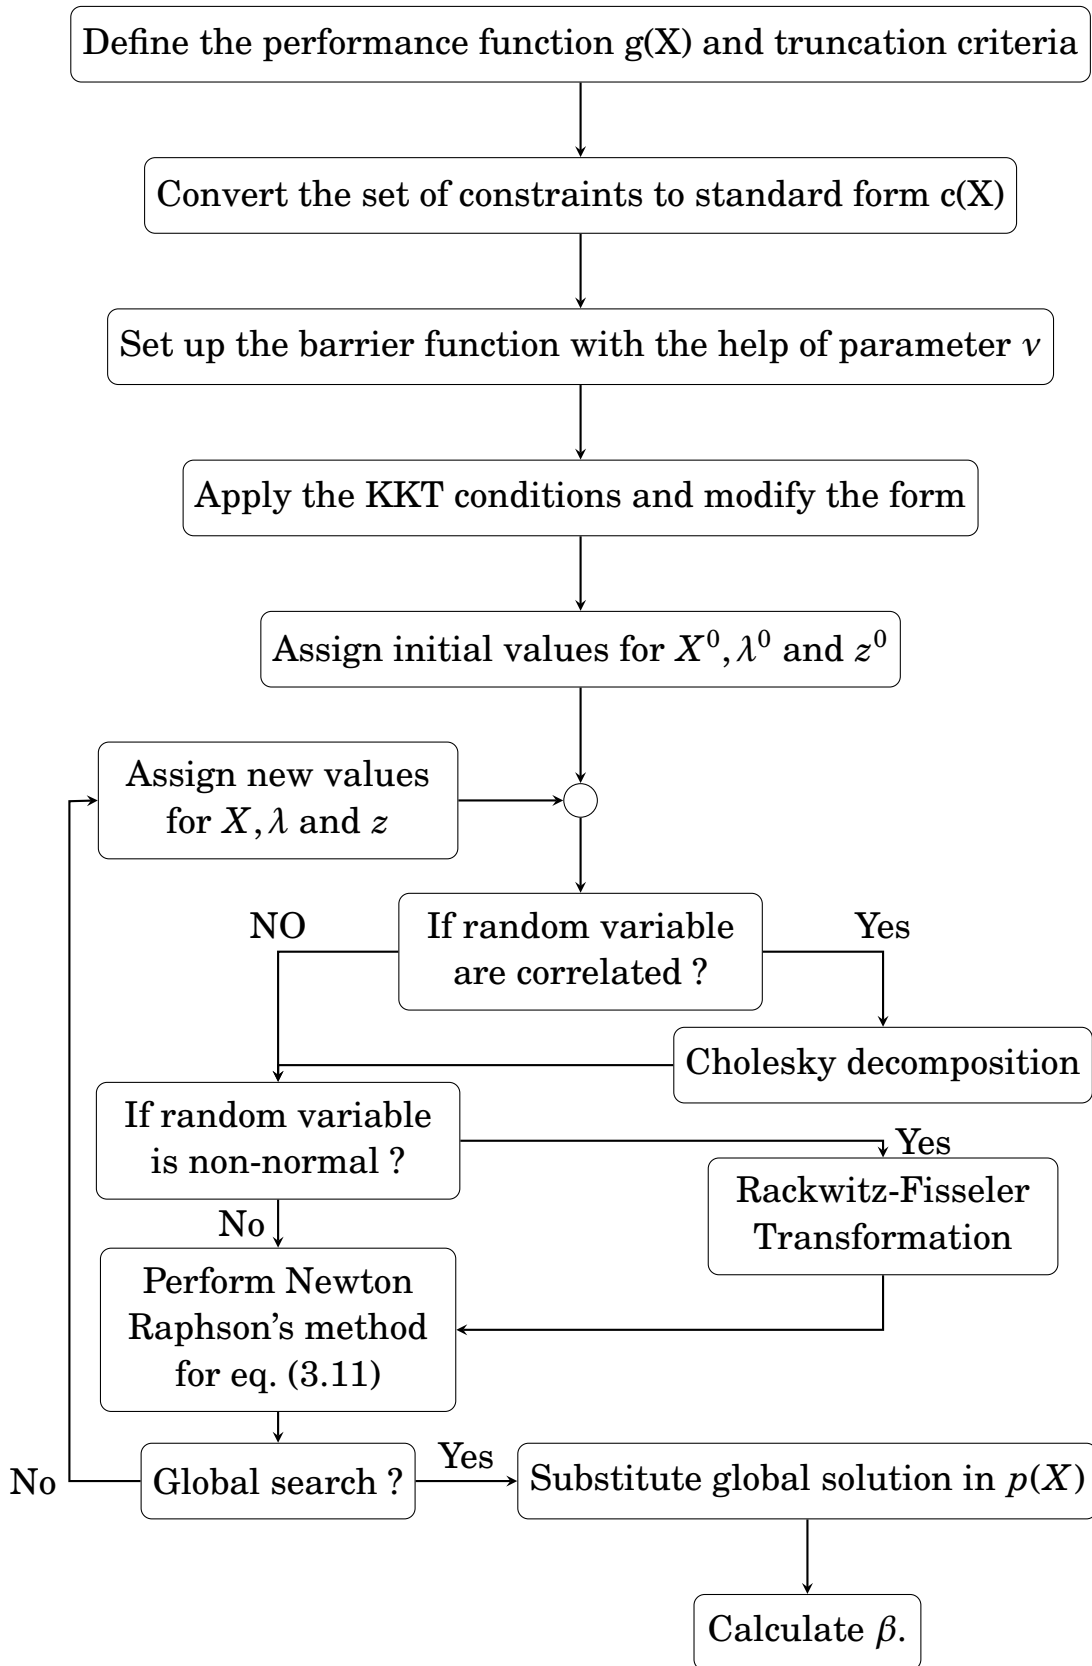 Define the performance function g(X) and truncation criteria
Convert the set of constraints to standard form c(X)
Set up the barrier function with the help of parameter ν
Apply the KKT conditions and modify the form
Assign initial values for X⁰, λ⁰ and z⁰
Assign new values
for X, λ and z
NO
If random variable
are correlated ?
Yes
Cholesky decomposition
If random variable
is non-normal ?
Yes
Rackwitz-Fisseler
Transformation
No
Perform Newton
Raphson's method
for eq. (3.11)
No
Global search ?
Yes
Substitute global solution in p(X)
Calculate β.